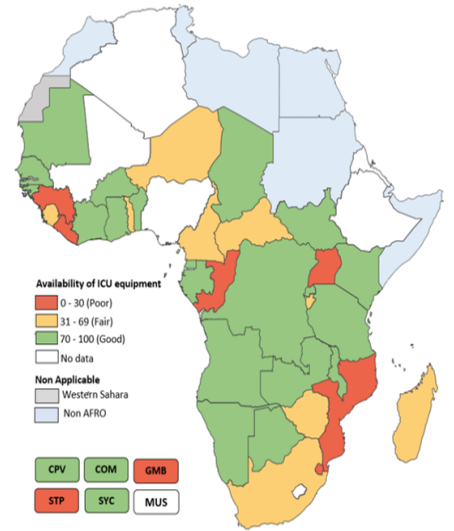 Availability of ICU equipment
0 - 30 (Poor)
31 - 69 (Fair)
70 - 100 (Good)
No data
Non Applicable
Western Sahara
Non AFRO
CPV COM GMB
STP SYC MUS